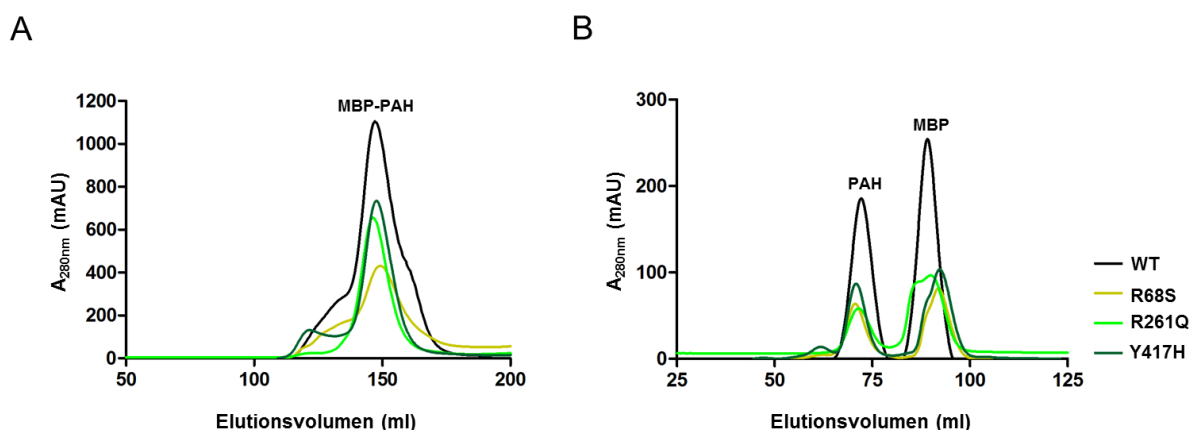 A
B
MBP-PAH
1200
1000
800
600
400
200
0
A280nm (mAU)
50
100
150
200
Elutionsvolumen (ml)
PAH
MBP
300
200
100
0
A280nm (mAU)
25
50
75
100
125
Elutionsvolumen (ml)
WT
R68S
R261Q
Y417H